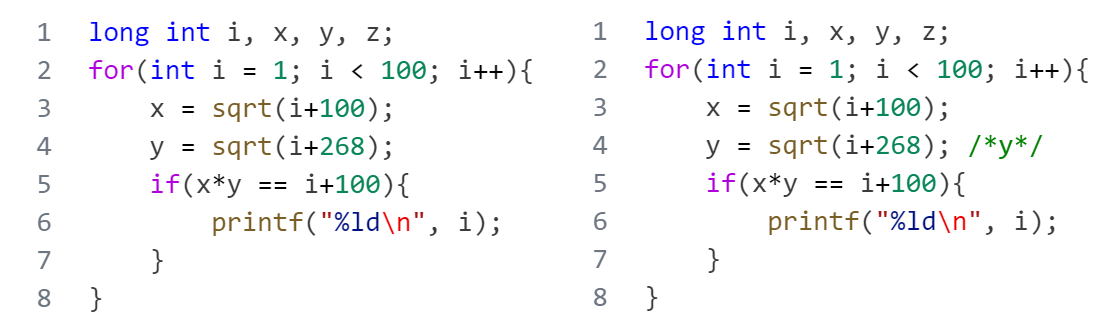 1 long int i, x, y, z;
2 for(int i = 1; i < 100; i++){
3     x = sqrt(i+100);
4     y = sqrt(i+268);
5     if(x*y == i+100){
6         printf("%ld\n", i);
7     }
8 }
1 long int i, x, y, z;
2 for(int i = 1; i < 100; i++){
3     x = sqrt(i+100);
4     y = sqrt(i+268); /*y*/
5     if(x*y == i+100){
6         printf("%ld\n", i);
7     }
8 }